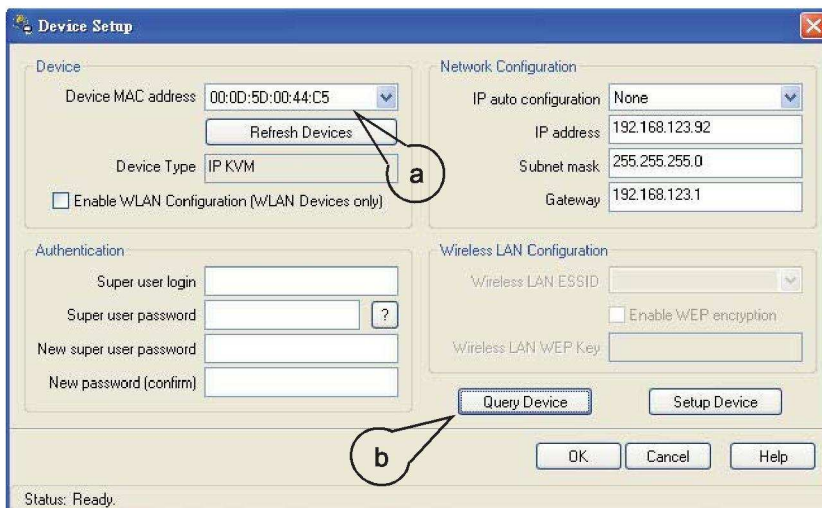 Device Setup
Device
Device MAC address 00:0D:5D:00:44:C5
Refresh Devices
Device Type IP KVM
Enable WLAN Configuration (WLAN Devices only)
a
Network Configuration
IP auto configuration None
IP address 192.168.123.92
Subnet mask 255.255.255.0
Gateway 192.168.123.1
Authentication
Super user login
Super user password ?
New super user password
New password (confirm)
Wireless LAN Configuration
Wireless LAN ESSID
Enable WEP encryption
Wireless LAN WEP Key
Query Device Setup Device
b
OK Cancel Help
Status: Ready.